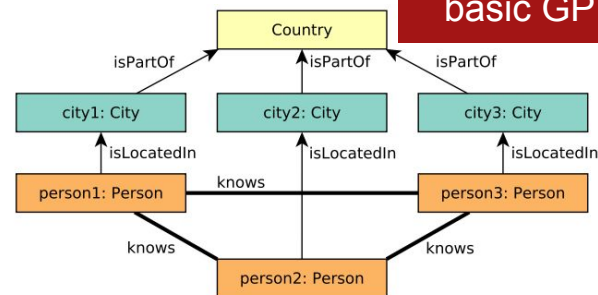 basic GP
Country
isPartOf
isPartOf
isPartOf
city1: City
city2: City
city3: City
isLocatedIn
isLocatedIn
isLocatedIn
person1: Person
knows
person3: Person
knows
knows
person2: Person